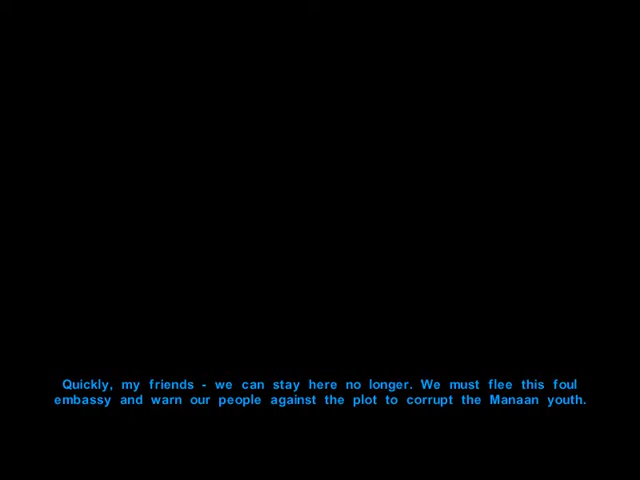 Quickly, my friends - we can stay here no longer. We must flee this foul
embassy and warn our people against the plot to corrupt the Manaan youth.